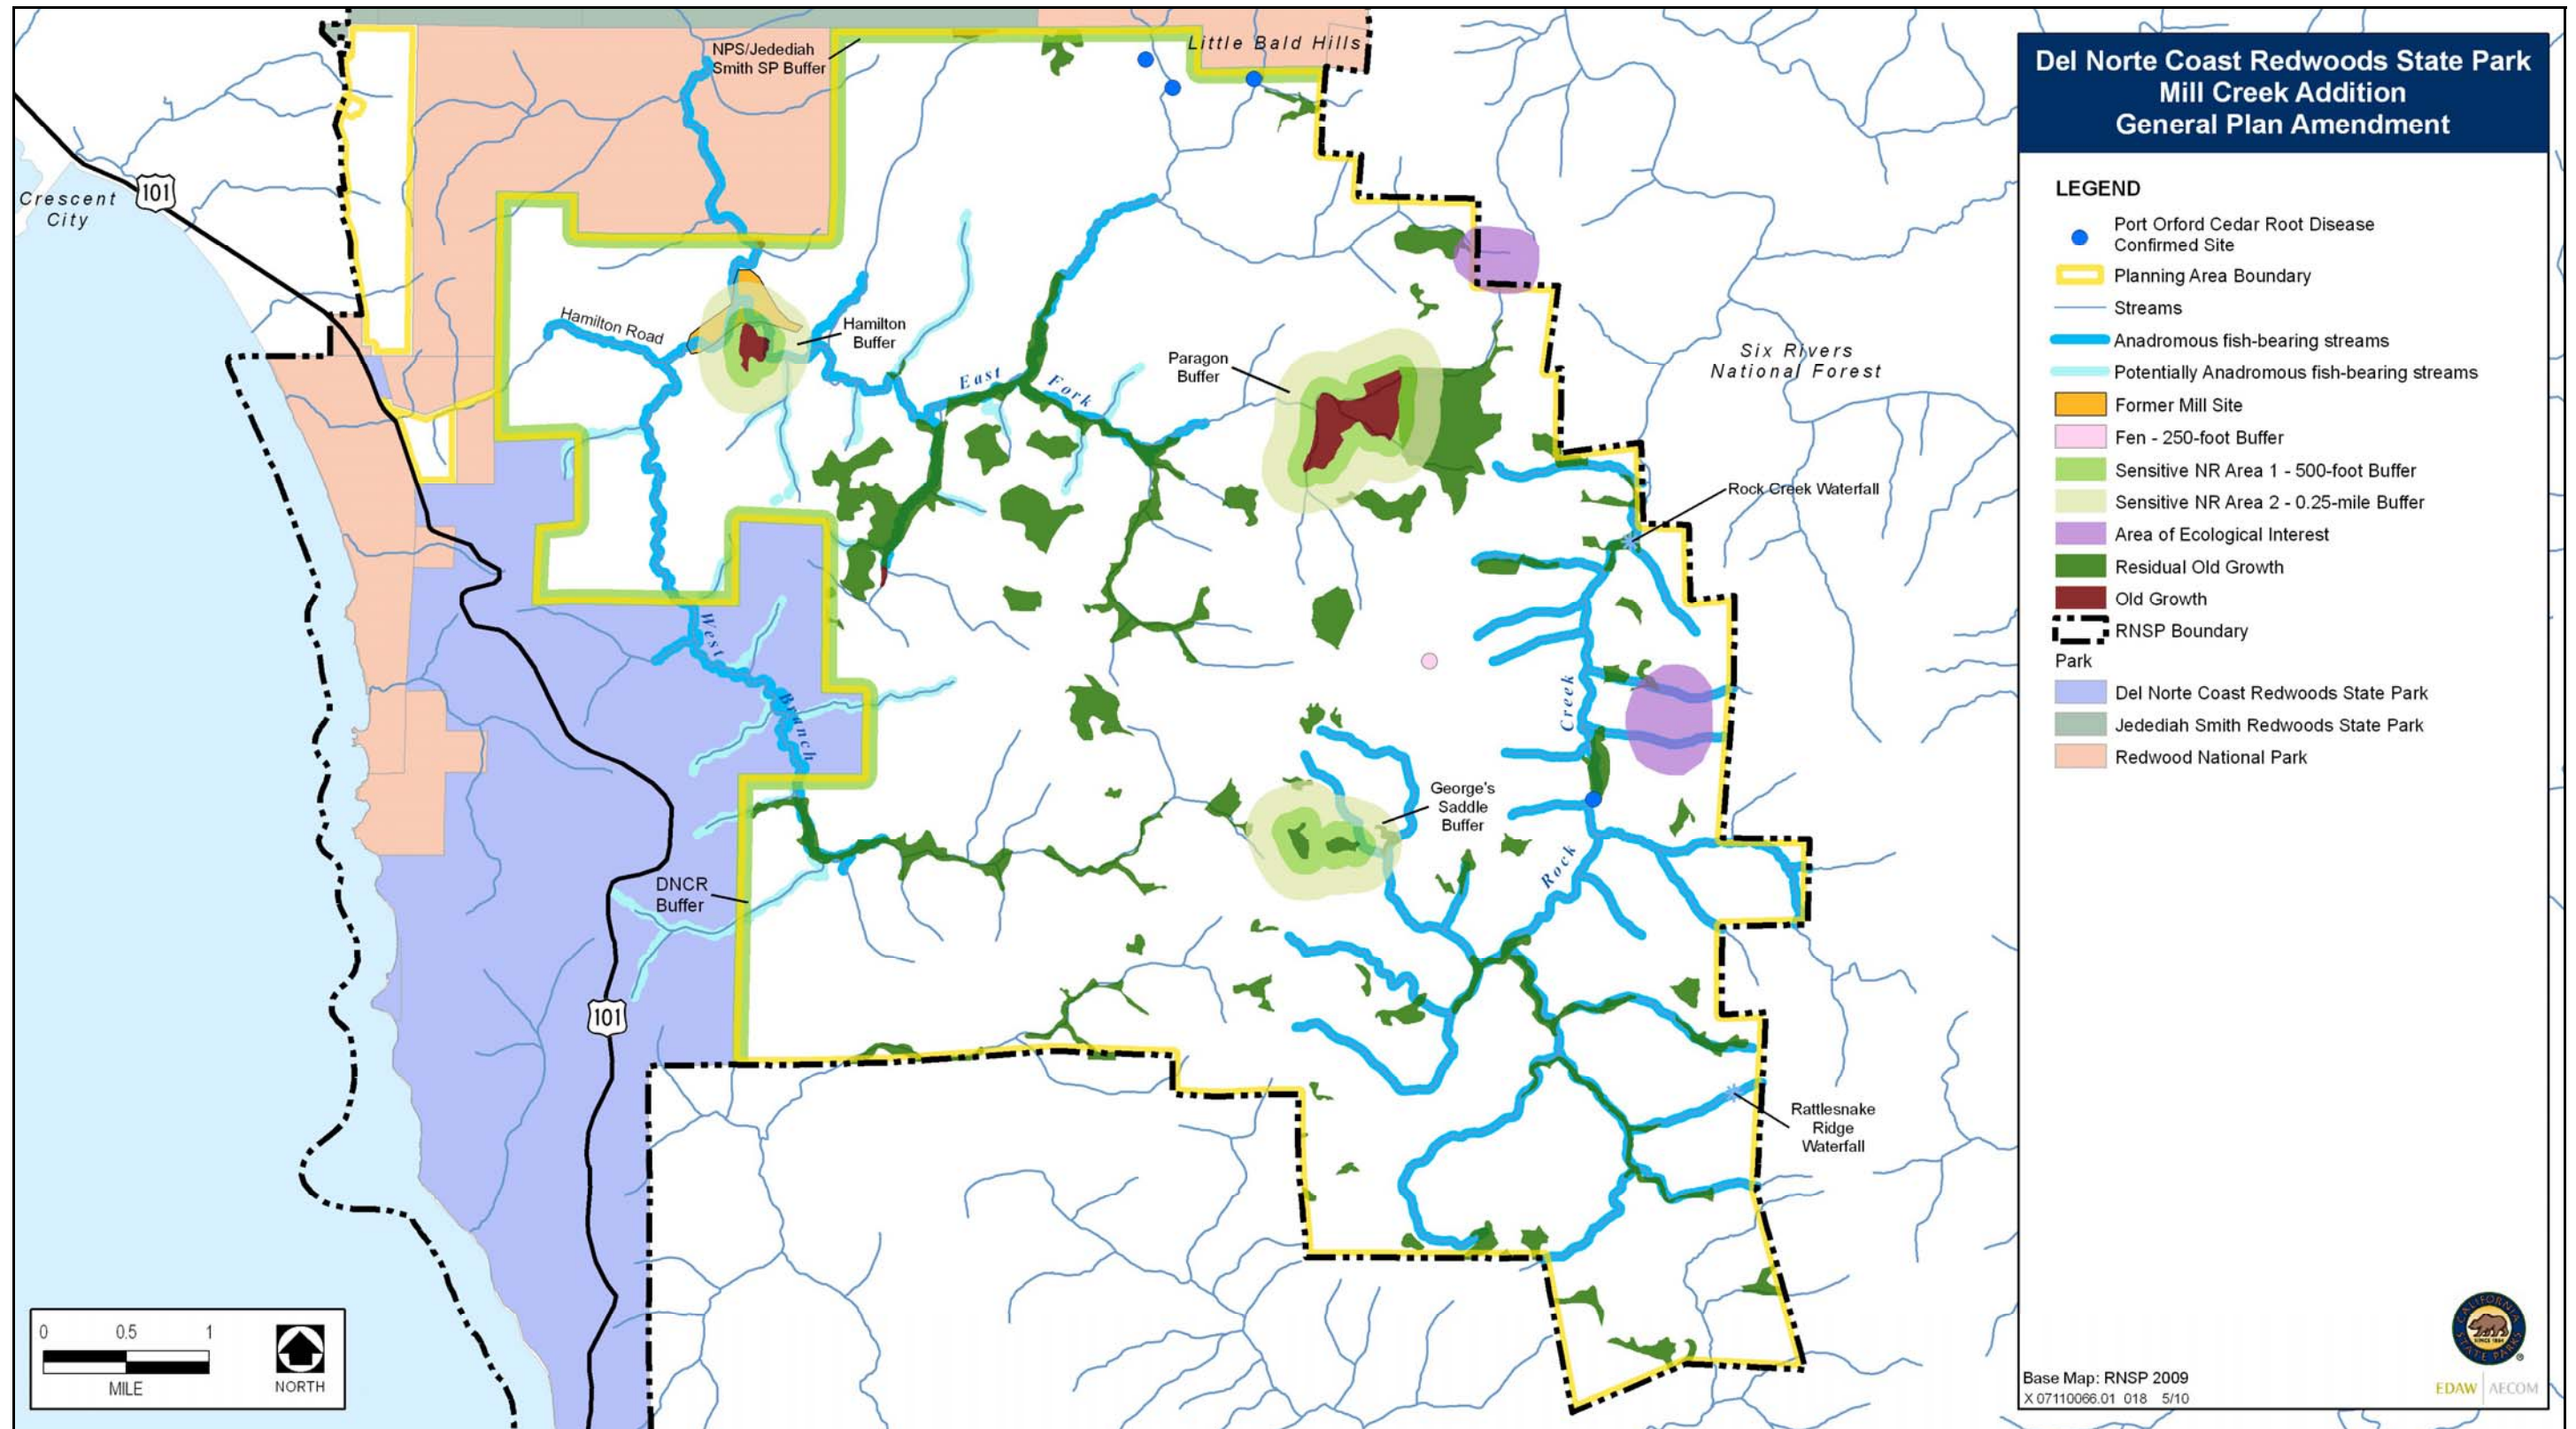 Del Norte Coast Redwoods State Park
Mill Creek Addition
General Plan Amendment
LEGEND
Port Orford Cedar Root Disease
Confirmed Site
Planning Area Boundary
Streams
Anadromous fish-bearing streams
Potentially Anadromous fish-bearing streams
Former Mill Site
Fen - 250-foot Buffer
Sensitive NR Area 1 - 500-foot Buffer
Sensitive NR Area 2 - 0.25-mile Buffer
Area of Ecological Interest
Residual Old Growth
Old Growth
RNSP Boundary
Park
Del Norte Coast Redwoods State Park
Jedediah Smith Redwoods State Park
Redwood National Park
NPS/Jedediah
Smith SP Buffer
Little Bald Hills
101
Crescent
City
Hamilton Road
Hamilton
Buffer
Paragon
Buffer
East Fork
Six Rivers
National Forest
Rock Creek Waterfall
West Branch
Rock Creek
George's
Saddle
Buffer
DNCR
Buffer
101
Rattlesnake
Ridge
Waterfall
0 0.5 1
MILE
NORTH
Base Map: RNSP 2009
X 07110066.01 018 5/10
CALIFORNIA
SINCE 1864
STATE PARKS
EDAW AECOM